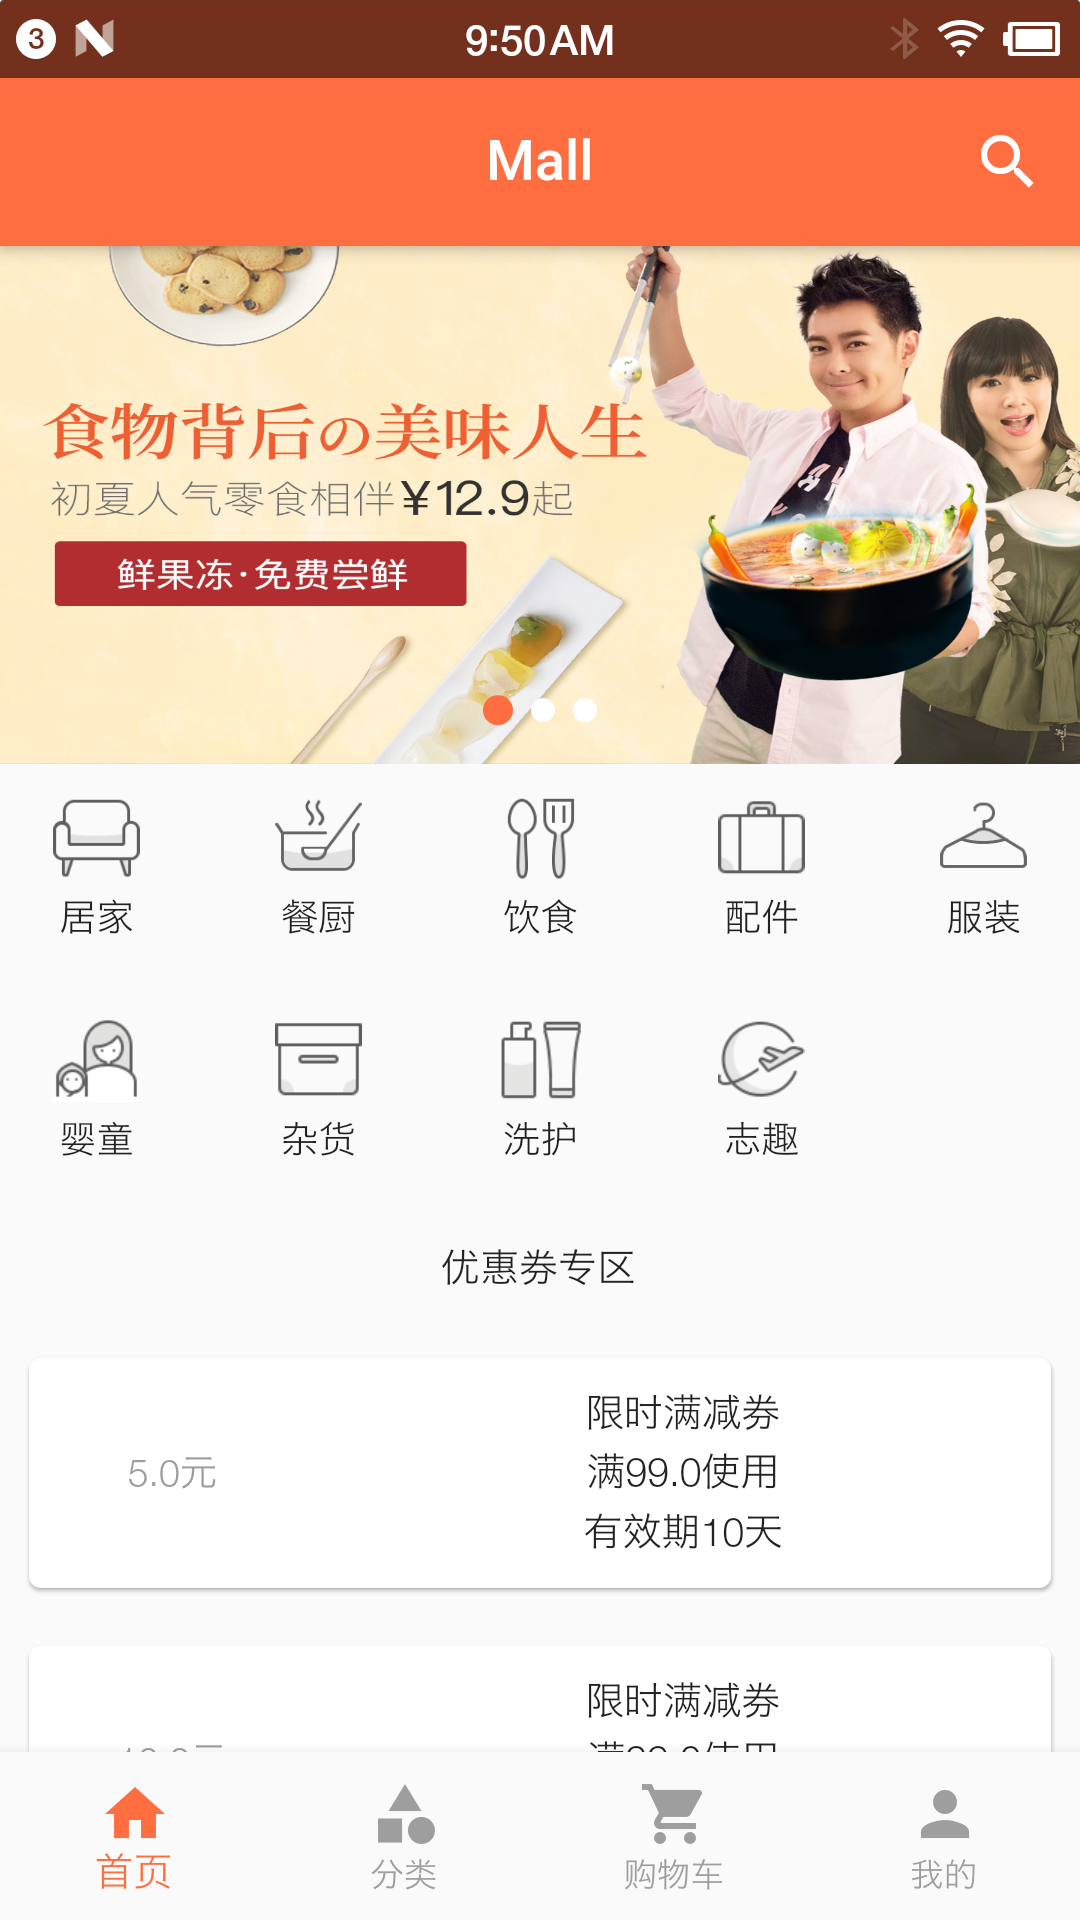 3
9:50 AM
Mall
食物背后の美味人生
初夏人气零食相伴¥12.9起
鲜果冻·免费尝鲜
居家 餐厨 饮食 配件 服装
婴童 杂货 洗护 志趣
优惠券专区
限时满减券
5.0元
满99.0使用
有效期10天
限时满减券
首页 分类 购物车 我的